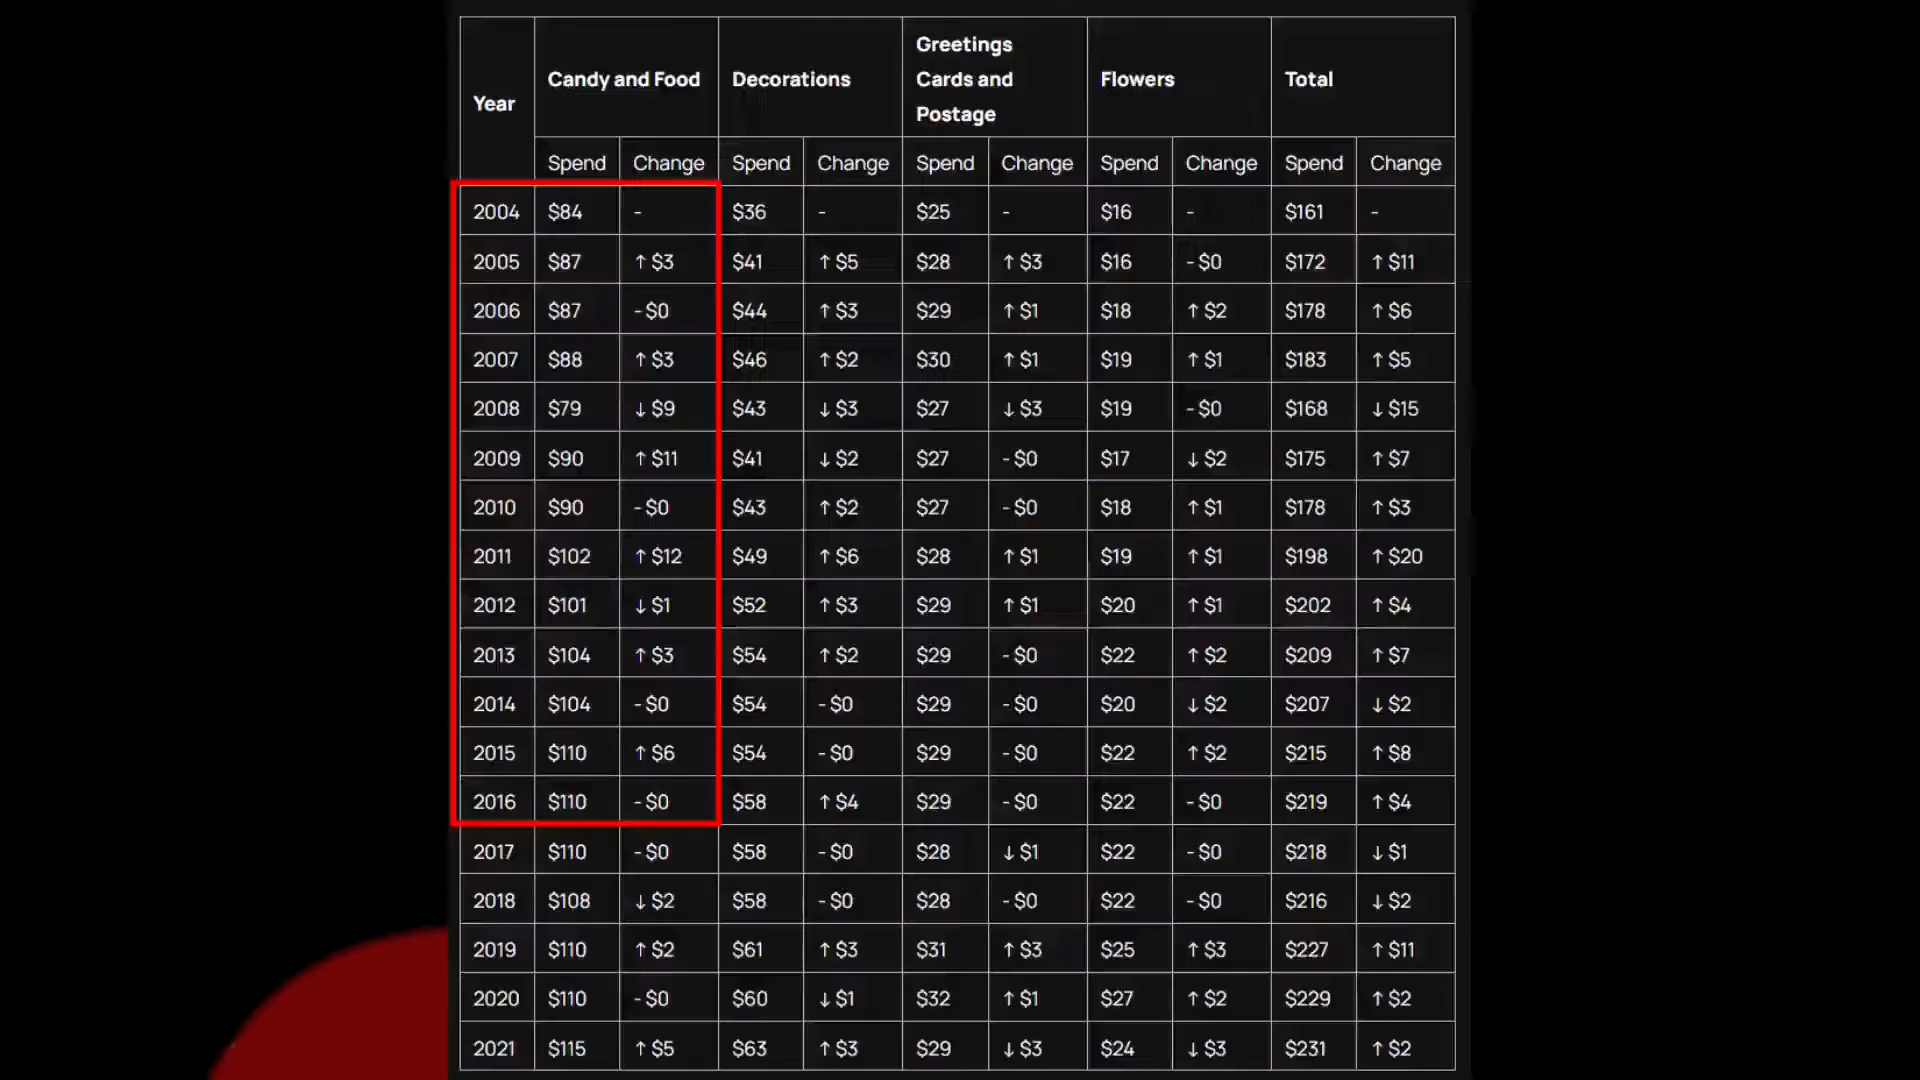 Year Candy and Food Decorations Greetings Cards and Postage Flowers Total
Spend Change Spend Change Spend Change Spend Change Spend Change
2004 $84 - $36 - $25 - $16 - $161 -
2005 $87 ↑ $3 $41 ↑ $5 $28 ↑ $3 $16 - $0 $172 ↑ $11
2006 $87 - $0 $44 ↑ $3 $29 ↑ $1 $18 ↑ $2 $178 ↑ $6
2007 $88 ↑ $3 $46 ↑ $2 $30 ↑ $1 $19 ↑ $1 $183 ↑ $5
2008 $79 ↓ $9 $43 ↓ $3 $27 ↓ $3 $19 - $0 $168 ↓ $15
2009 $90 ↑ $11 $41 ↓ $2 $27 - $0 $17 ↓ $2 $175 ↑ $7
2010 $90 - $0 $43 ↑ $2 $27 - $0 $18 ↑ $1 $178 ↑ $3
2011 $102 ↑ $12 $49 ↑ $6 $28 ↑ $1 $19 ↑ $1 $198 ↑ $20
2012 $101 ↓ $1 $52 ↑ $3 $29 ↑ $1 $20 ↑ $1 $202 ↑ $4
2013 $104 ↑ $3 $54 ↑ $2 $29 - $0 $22 ↑ $2 $209 ↑ $7
2014 $104 - $0 $54 - $0 $29 - $0 $20 ↓ $2 $207 ↓ $2
2015 $110 ↑ $6 $54 - $0 $29 - $0 $22 ↑ $2 $215 ↑ $8
2016 $110 - $0 $58 ↑ $4 $29 - $0 $22 - $0 $219 ↑ $4
2017 $110 - $0 $58 - $0 $28 ↓ $1 $22 - $0 $218 ↓ $1
2018 $108 ↓ $2 $58 - $0 $28 - $0 $22 - $0 $216 ↓ $2
2019 $110 ↑ $2 $61 ↑ $3 $31 ↑ $3 $25 ↑ $3 $227 ↑ $11
2020 $110 - $0 $60 ↓ $1 $32 ↑ $1 $27 ↑ $2 $229 ↑ $2
2021 $115 ↑ $5 $63 ↑ $3 $29 ↓ $3 $24 ↓ $3 $231 ↑ $2